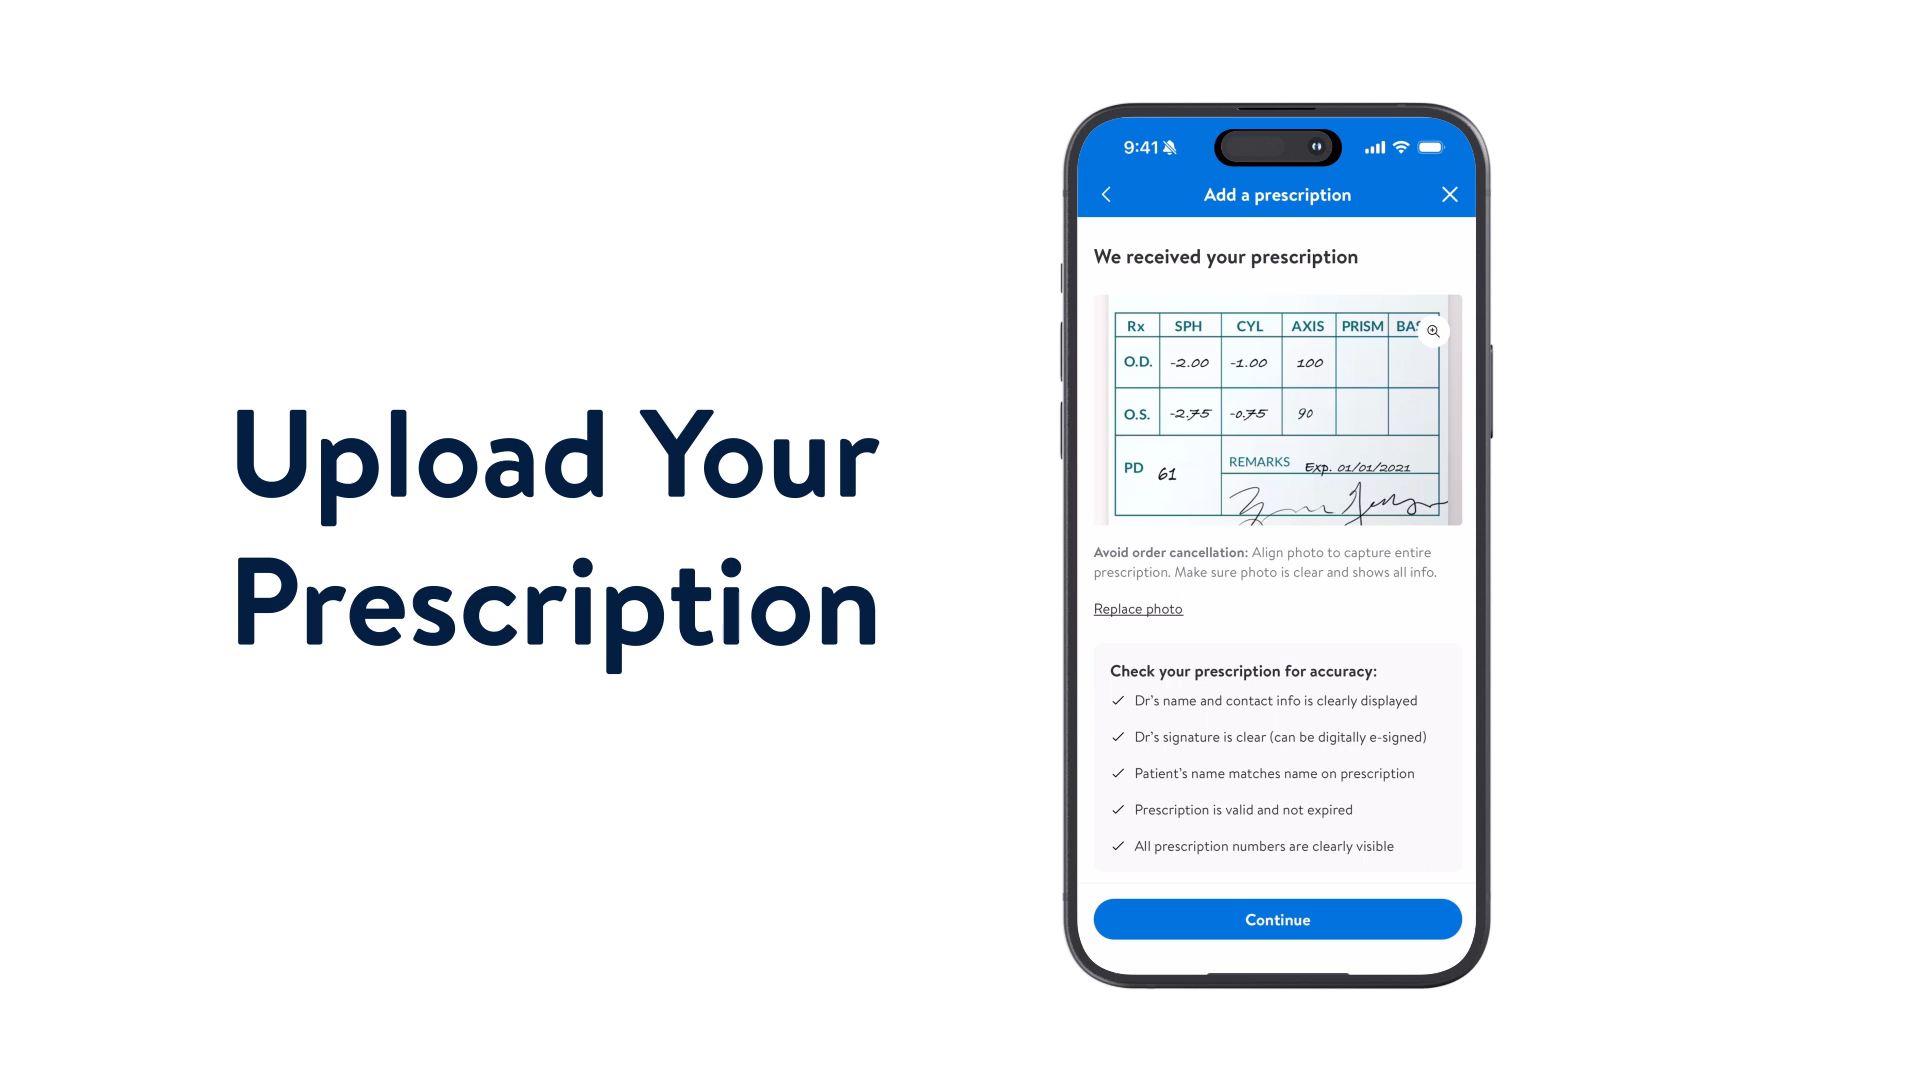 Upload Your
Prescription
9:41
Add a prescription
We received your prescription
Rx SPH CYL AXIS PRISM BAS
O.D. -2.00 -1.00 100
O.S. -2.75 -0.75 90
PD 61 REMARKS Exp. 01/01/2021
Avoid order cancellation: Align photo to capture entire
prescription. Make sure photo is clear and shows all info.
Replace photo
Check your prescription for accuracy:
Dr's name and contact info is clearly displayed
Dr's signature is clear (can be digitally e-signed)
Patient's name matches name on prescription
Prescription is valid and not expired
All prescription numbers are clearly visible
Continue